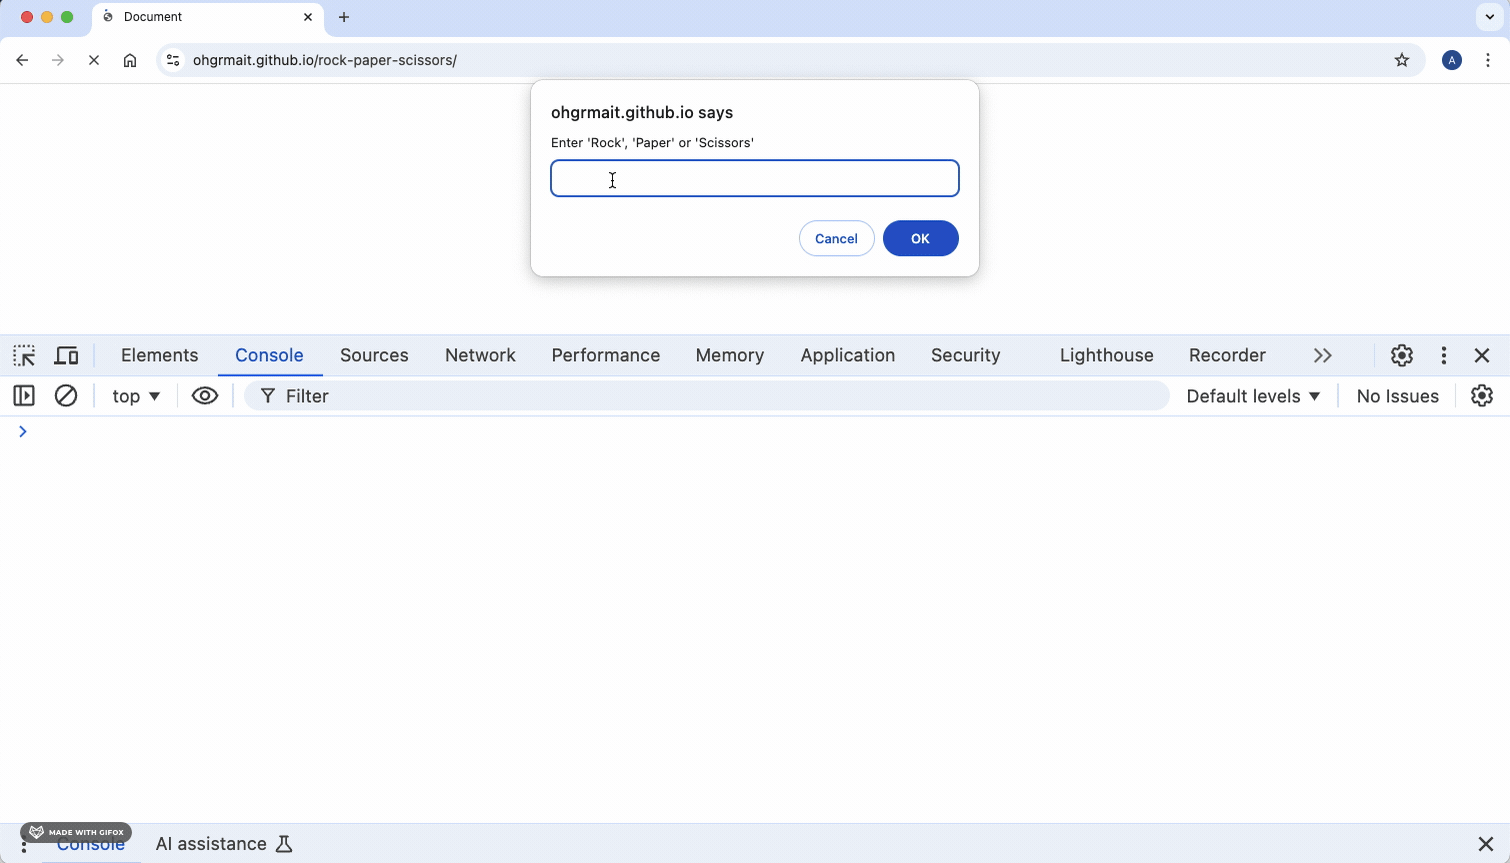 Document
ohgrmait.github.io/rock-paper-scissors/
A
ohgrmait.github.io says
Enter 'Rock', 'Paper' or 'Scissors'
Cancel OK
Elements Console Sources Network Performance Memory Application Security Lighthouse Recorder
top Filter Default levels No Issues
MADE WITH GIFOX
Console AI assistance